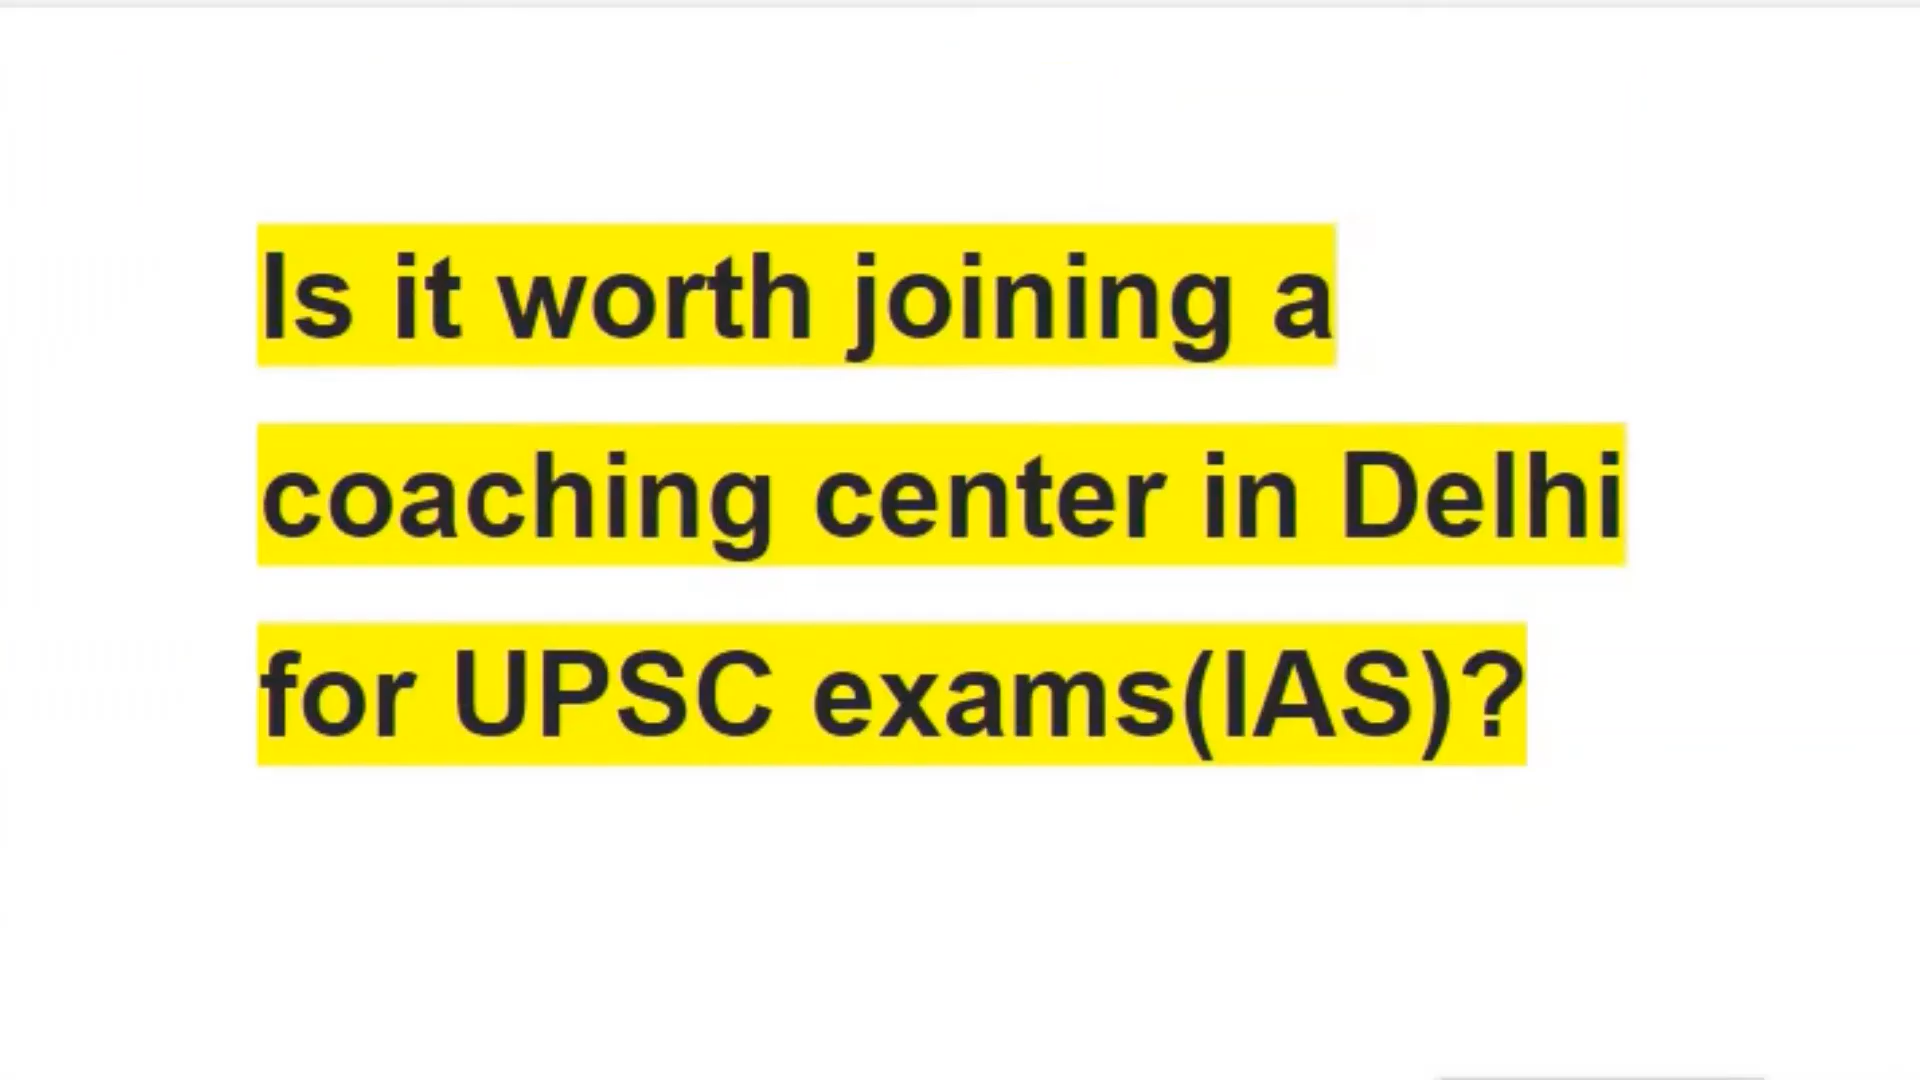 Is it worth joining a
coaching center in Delhi
for UPSC exams(IAS)?